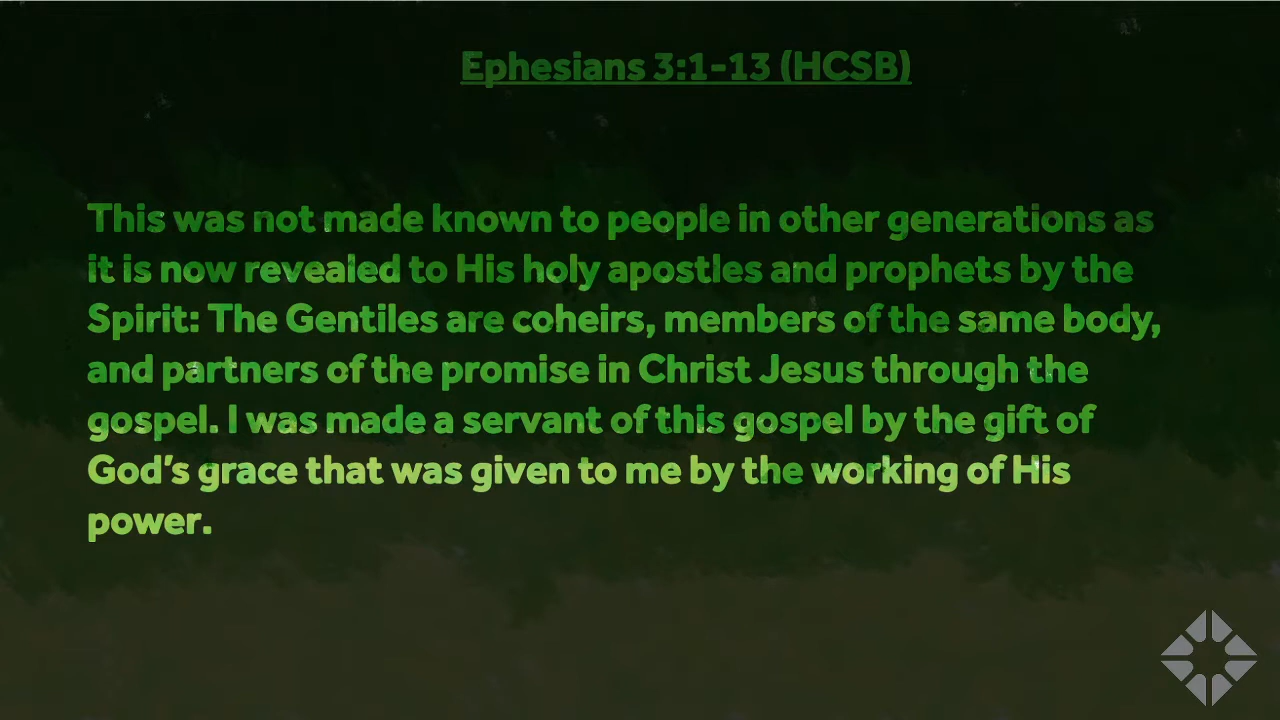 Ephesians 3:1-13 (HCSB)
This was not made known to people in other generations as
it is now revealed to His holy apostles and prophets by the
Spirit: The Gentiles are coheirs, members of the same body,
and partners of the promise in Christ Jesus through the
gospel. I was made a servant of this gospel by the gift of
God’s grace that was given to me by the working of His
power.